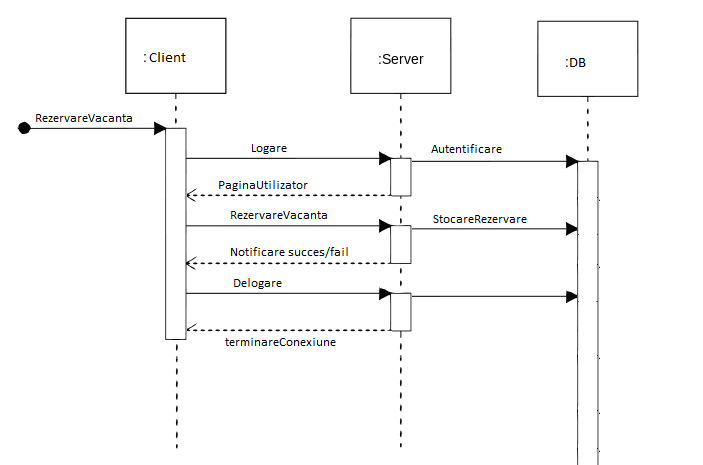 :Client
:Server
:DB
RezervareVacanta
Logare
Autentificare
PaginaUtilizator
RezervareVacanta
StocareRezervare
Notificare succes/fail
Delogare
terminareConexiune